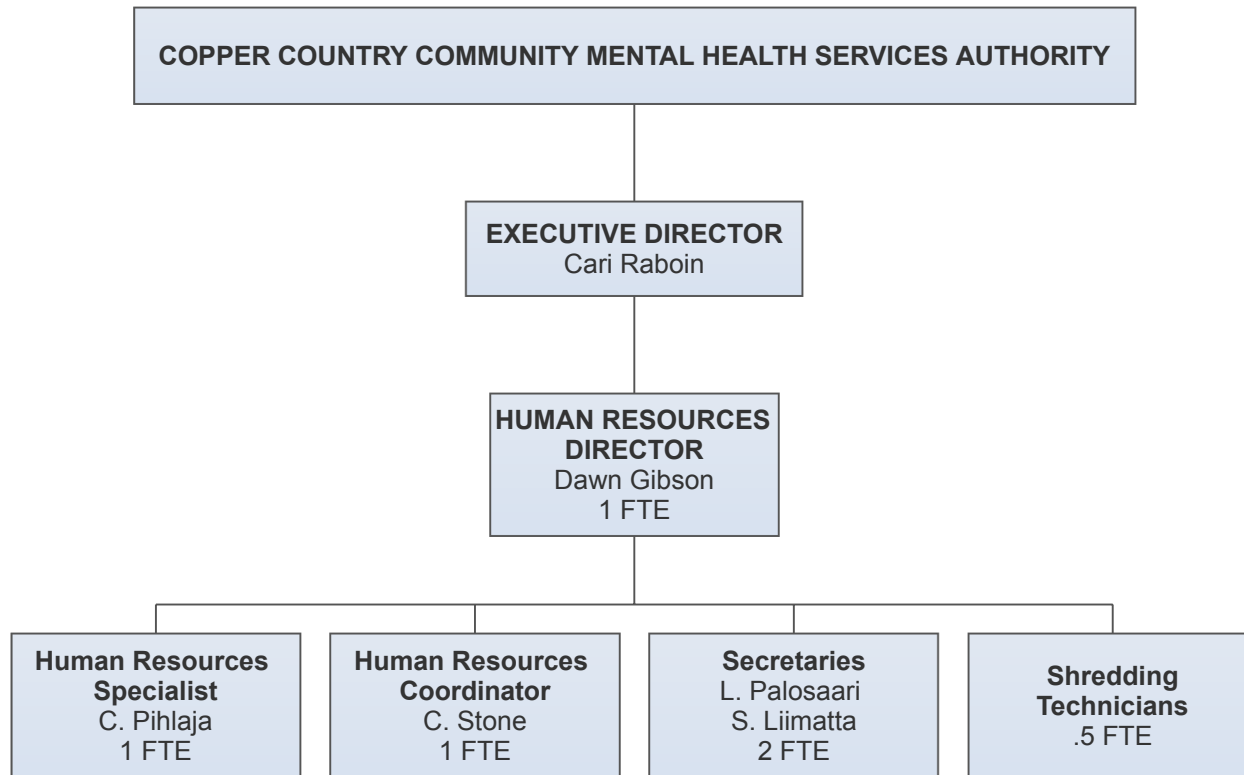 COPPER COUNTRY COMMUNITY MENTAL HEALTH SERVICES AUTHORITY
EXECUTIVE DIRECTOR
Cari Raboin
HUMAN RESOURCES
DIRECTOR
Dawn Gibson
1 FTE
Human Resources
Specialist
C. Pihlaja
1 FTE
Human Resources
Coordinator
C. Stone
1 FTE
Secretaries
L. Palosaari
S. Liimatta
2 FTE
Shredding
Technicians
.5 FTE